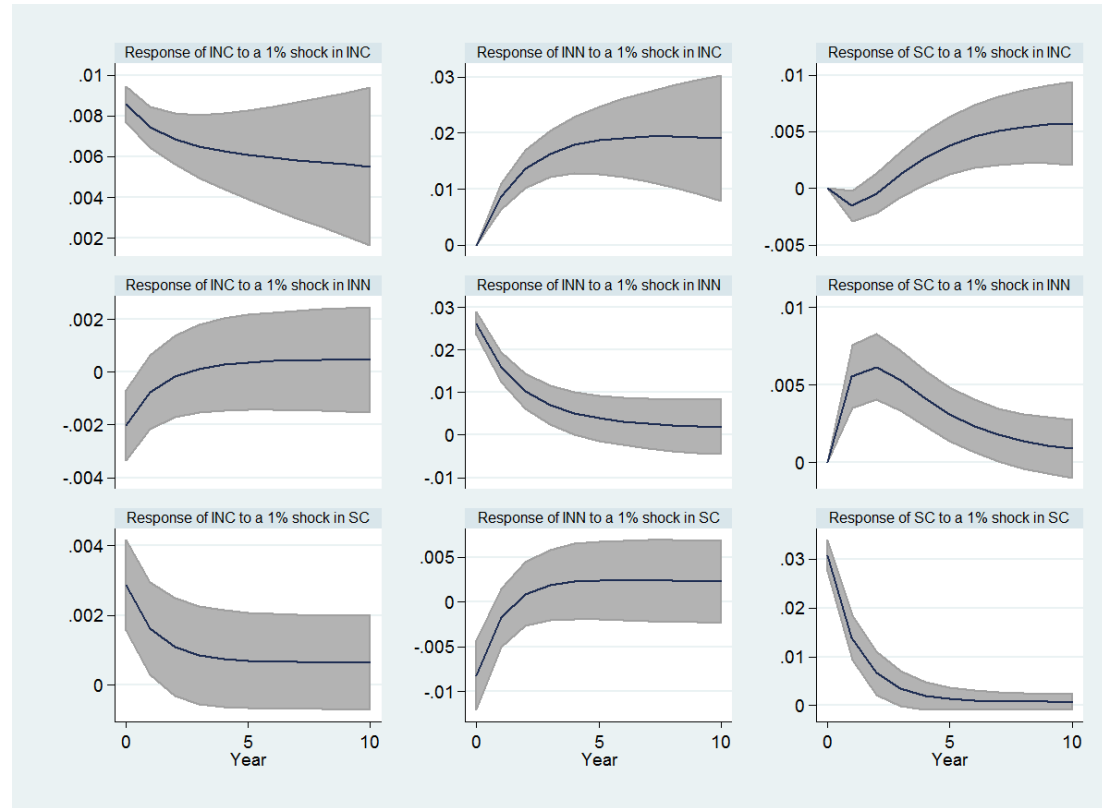 Response of INC to a 1% shock in INC
.01
.008
.006
.004
.002
Response of INN to a 1% shock in INC
.03
.02
.01
0
Response of SC to a 1% shock in INC
.01
.005
0
-.005
Response of INC to a 1% shock in INN
.002
0
-.002
-.004
Response of INN to a 1% shock in INN
.03
.02
.01
0
-.01
Response of SC to a 1% shock in INN
.01
.005
0
Response of INC to a 1% shock in SC
.004
.002
0
0 5 10
Year
Response of INN to a 1% shock in SC
.005
0
-.005
-.01
0 5 10
Year
Response of SC to a 1% shock in SC
.03
.02
.01
0
0 5 10
Year